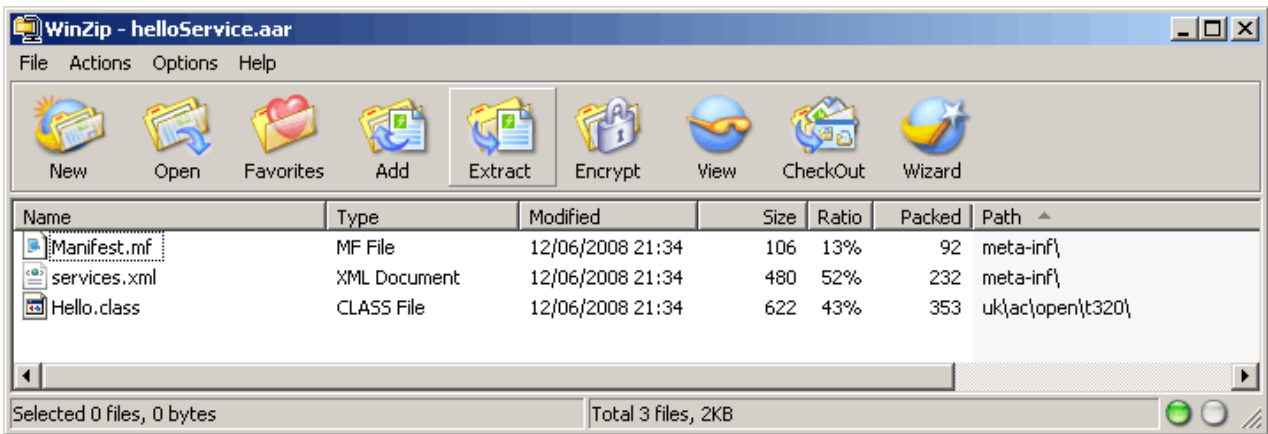 WinZip - helloService.aar
File Actions Options Help
New Open Favorites Add Extract Encrypt View CheckOut Wizard
Name Type Modified Size Ratio Packed Path
Manifest.mf MF File 12/06/2008 21:34 106 13% 92 meta-inf\
services.xml XML Document 12/06/2008 21:34 480 52% 232 meta-inf\
Hello.class CLASS File 12/06/2008 21:34 622 43% 353 uk\ac\open\t320\
Selected 0 files, 0 bytes Total 3 files, 2KB